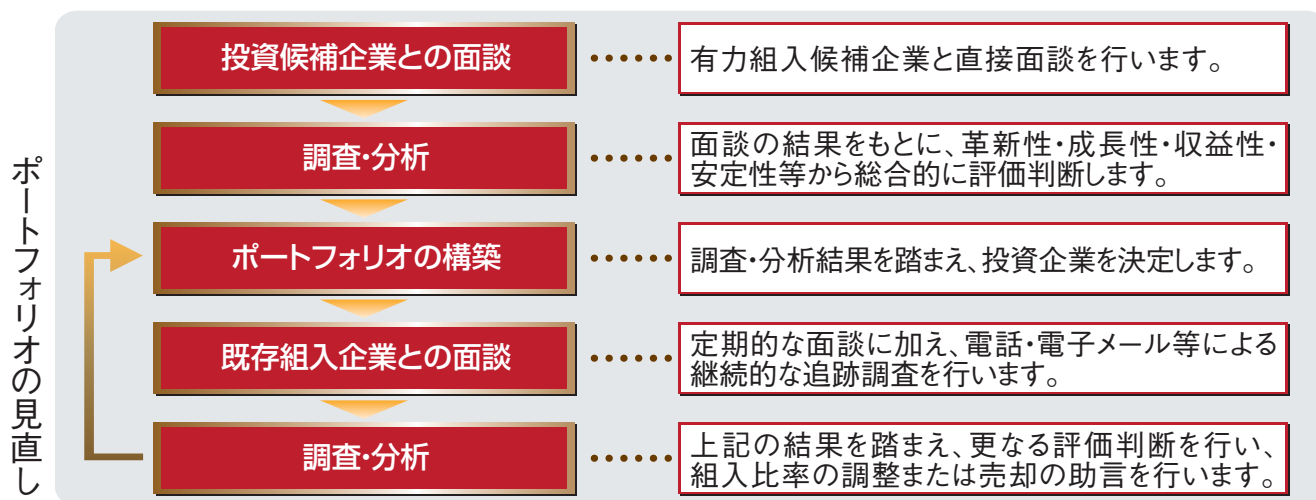 ポートフォリオの見直し
投資候補企業との面談
有力組入候補企業と直接面談を行います。
調査・分析
面談の結果をもとに、革新性・成長性・収益性・
安定性等から総合的に評価判断します。
ポートフォリオの構築
調査・分析結果を踏まえ、投資企業を決定します。
既存組入企業との面談
定期的な面談に加え、電話・電子メール等による
継続的な追跡調査を行います。
調査・分析
上記の結果を踏まえ、更なる評価判断を行い、
組入比率の調整または売却の助言を行います。